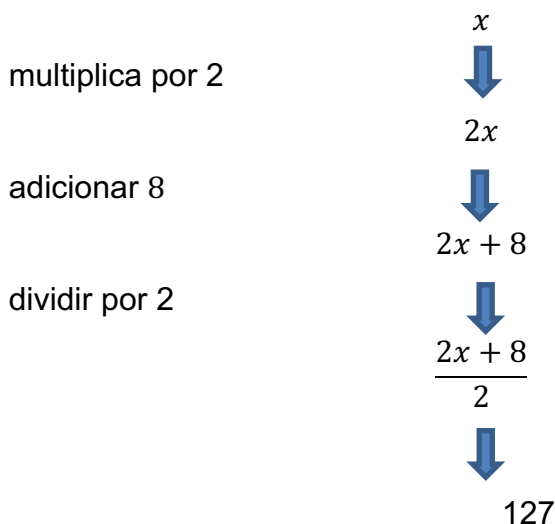 𝑥
multiplica por 2
2𝑥
adicionar 8
2𝑥 + 8
dividir por 2
2𝑥 + 8
2
127